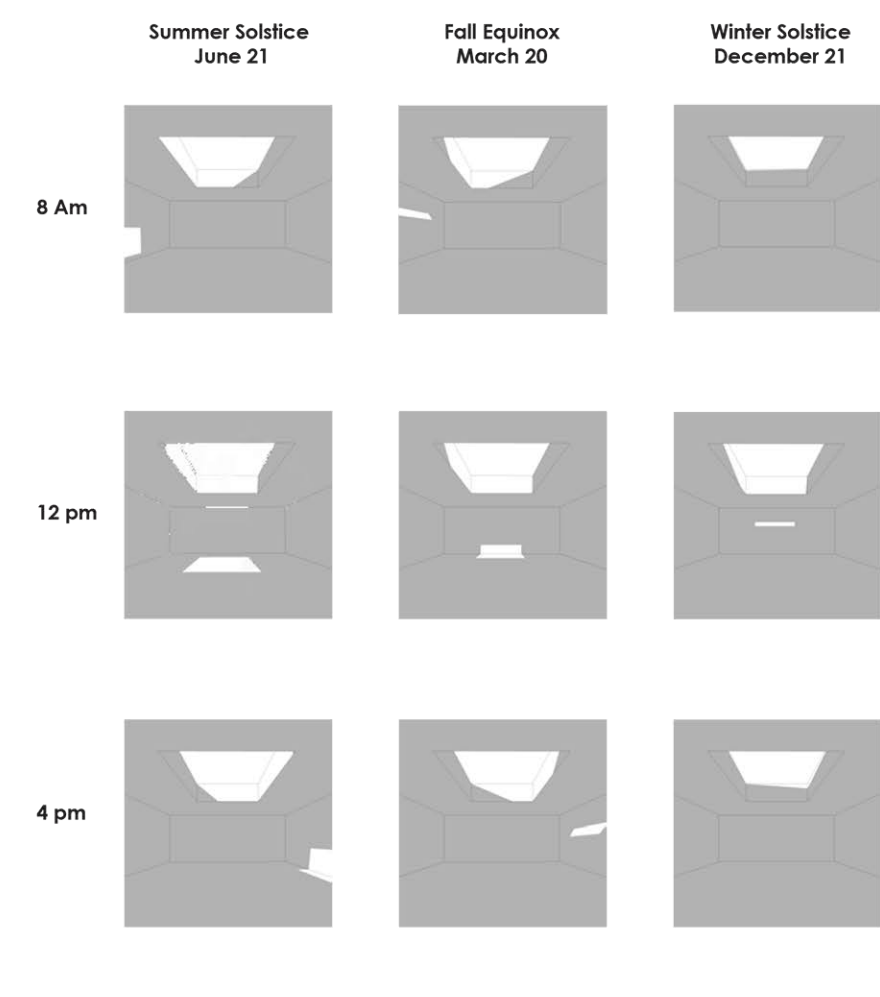 Summer Solstice
June 21
Fall Equinox
March 20
Winter Solstice
December 21
8 Am
12 pm
4 pm